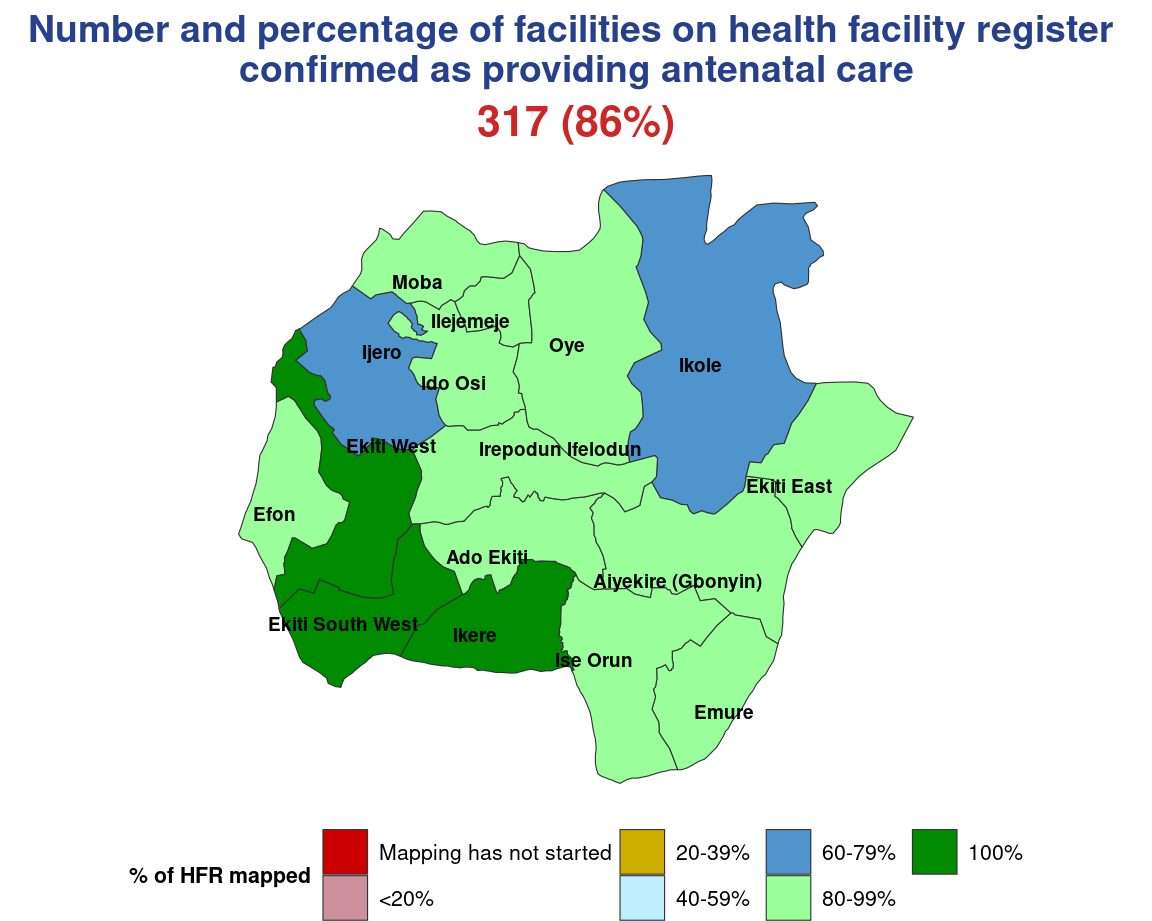 Number and percentage of facilities on health facility register
confirmed as providing antenatal care
317 (86%)
Moba
Ilejemeje
Ijero
Oye
Ikole
Ido Osi
Ekiti West
Irepodun Ifelodun
Ekiti East
Efon
Ado Ekiti
Aiyekire (Gbonyin)
Ekiti South West
Ikere
Ise Orun
Emure
% of HFR mapped
Mapping has not started
<20%
20-39%
40-59%
60-79%
80-99%
100%